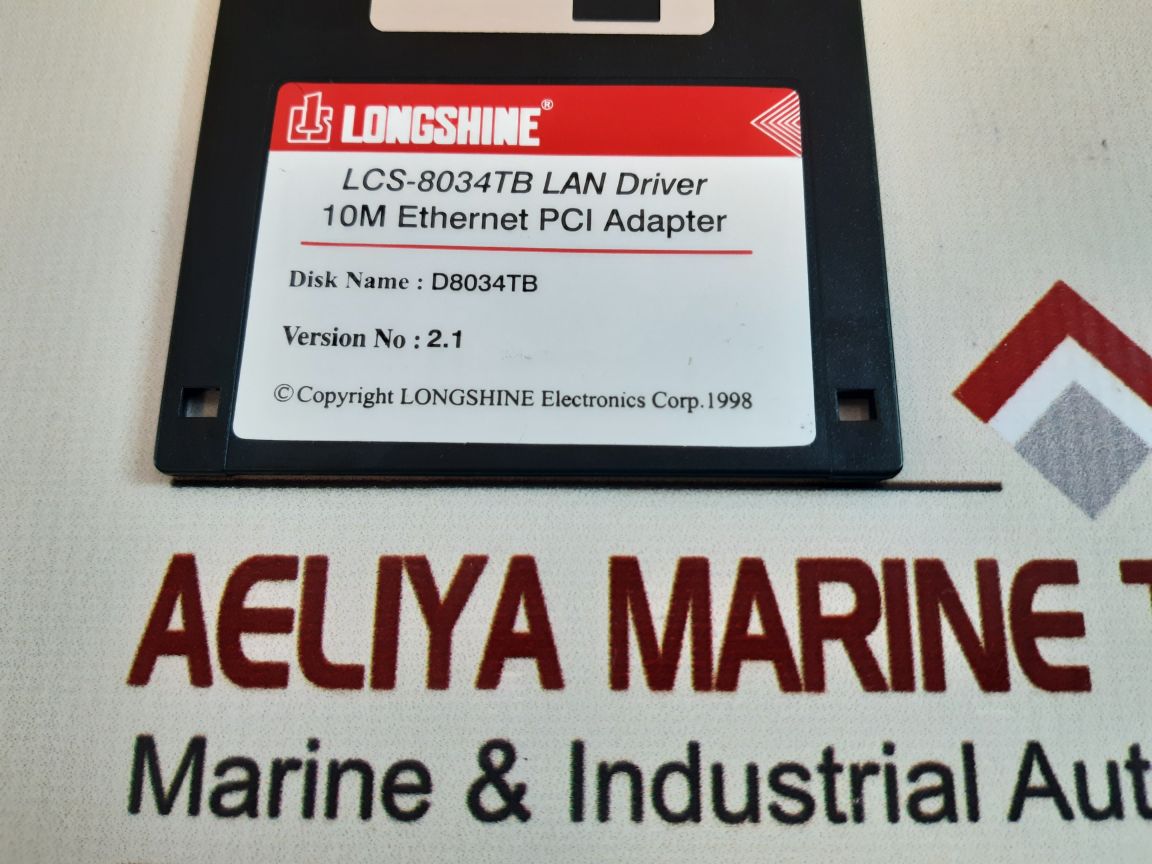 LONGSHINE®
LCS-8034TB LAN Driver
10M Ethernet PCI Adapter
Disk Name : D8034TB
Version No : 2.1
©Copyright LONGSHINE Electronics Corp.1998
AELIYA MARINE T
Marine & Industrial Aut